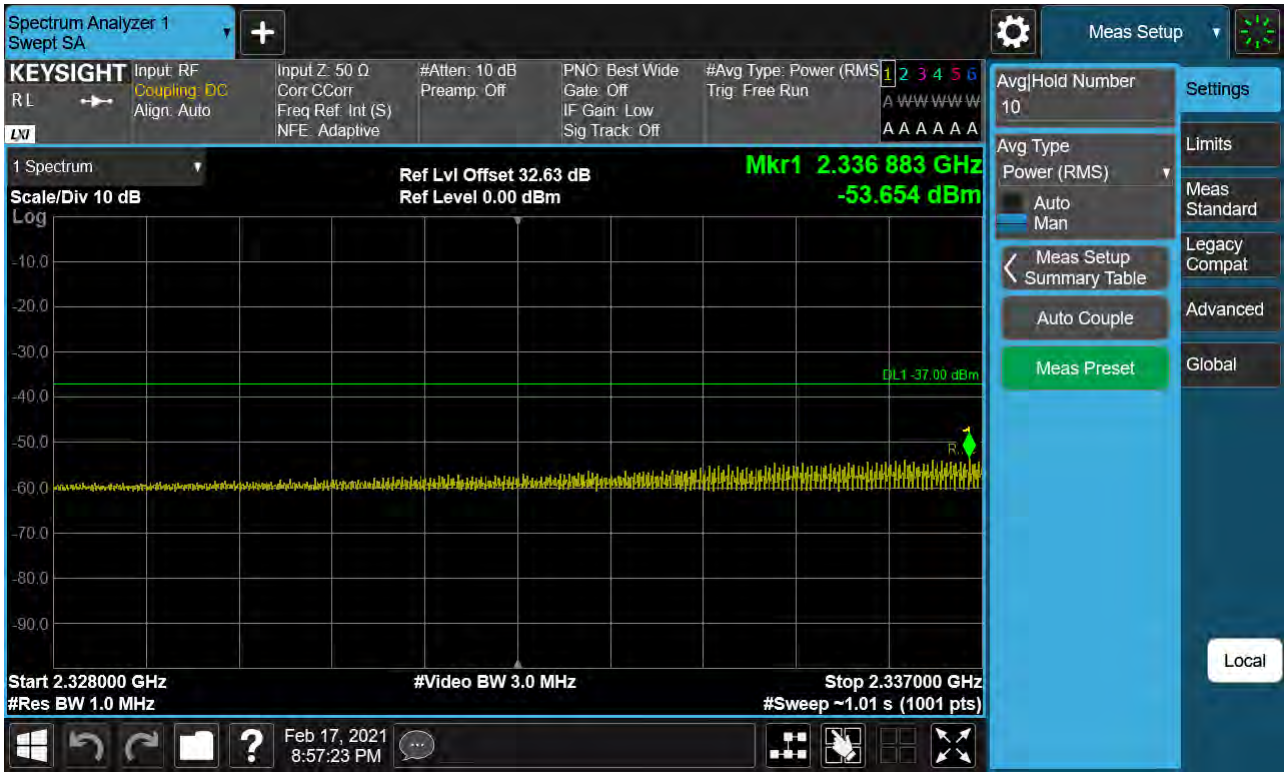 Spectrum Analyzer 1
Swept SA
+
Meas Setup
KEYSIGHT
RL
LXI
Input: RF
Coupling: DC
Align: Auto
Input Z: 50 Ω
Corr CCorr
Freq Ref: Int (S)
NFE: Adaptive
#Atten: 10 dB
Preamp: Off
PNO: Best Wide
Gate: Off
IF Gain: Low
Sig Track: Off
#Avg Type: Power (RMS
Trig: Free Run
1 2 3 4 5 6
A W W W W W
A A A A A A
1 Spectrum
Scale/Div 10 dB
Log
Ref Lvl Offset 32.63 dB
Ref Level 0.00 dBm
Mkr1 2.336 883 GHz
-53.654 dBm
-10.0
-20.0
-30.0
DL1 -37.00 dBm
-40.0
-50.0
1
-60.0
-70.0
-80.0
-90.0
Start 2.328000 GHz
#Video BW 3.0 MHz
Stop 2.337000 GHz
#Res BW 1.0 MHz
#Sweep ~1.01 s (1001 pts)
Avg|Hold Number
10
Avg Type
Power (RMS)
Auto
Man
Meas Setup
Summary Table
Auto Couple
Meas Preset
Settings
Limits
Meas
Standard
Legacy
Compat
Advanced
Global
Local
?
Feb 17, 2021
8:57:23 PM